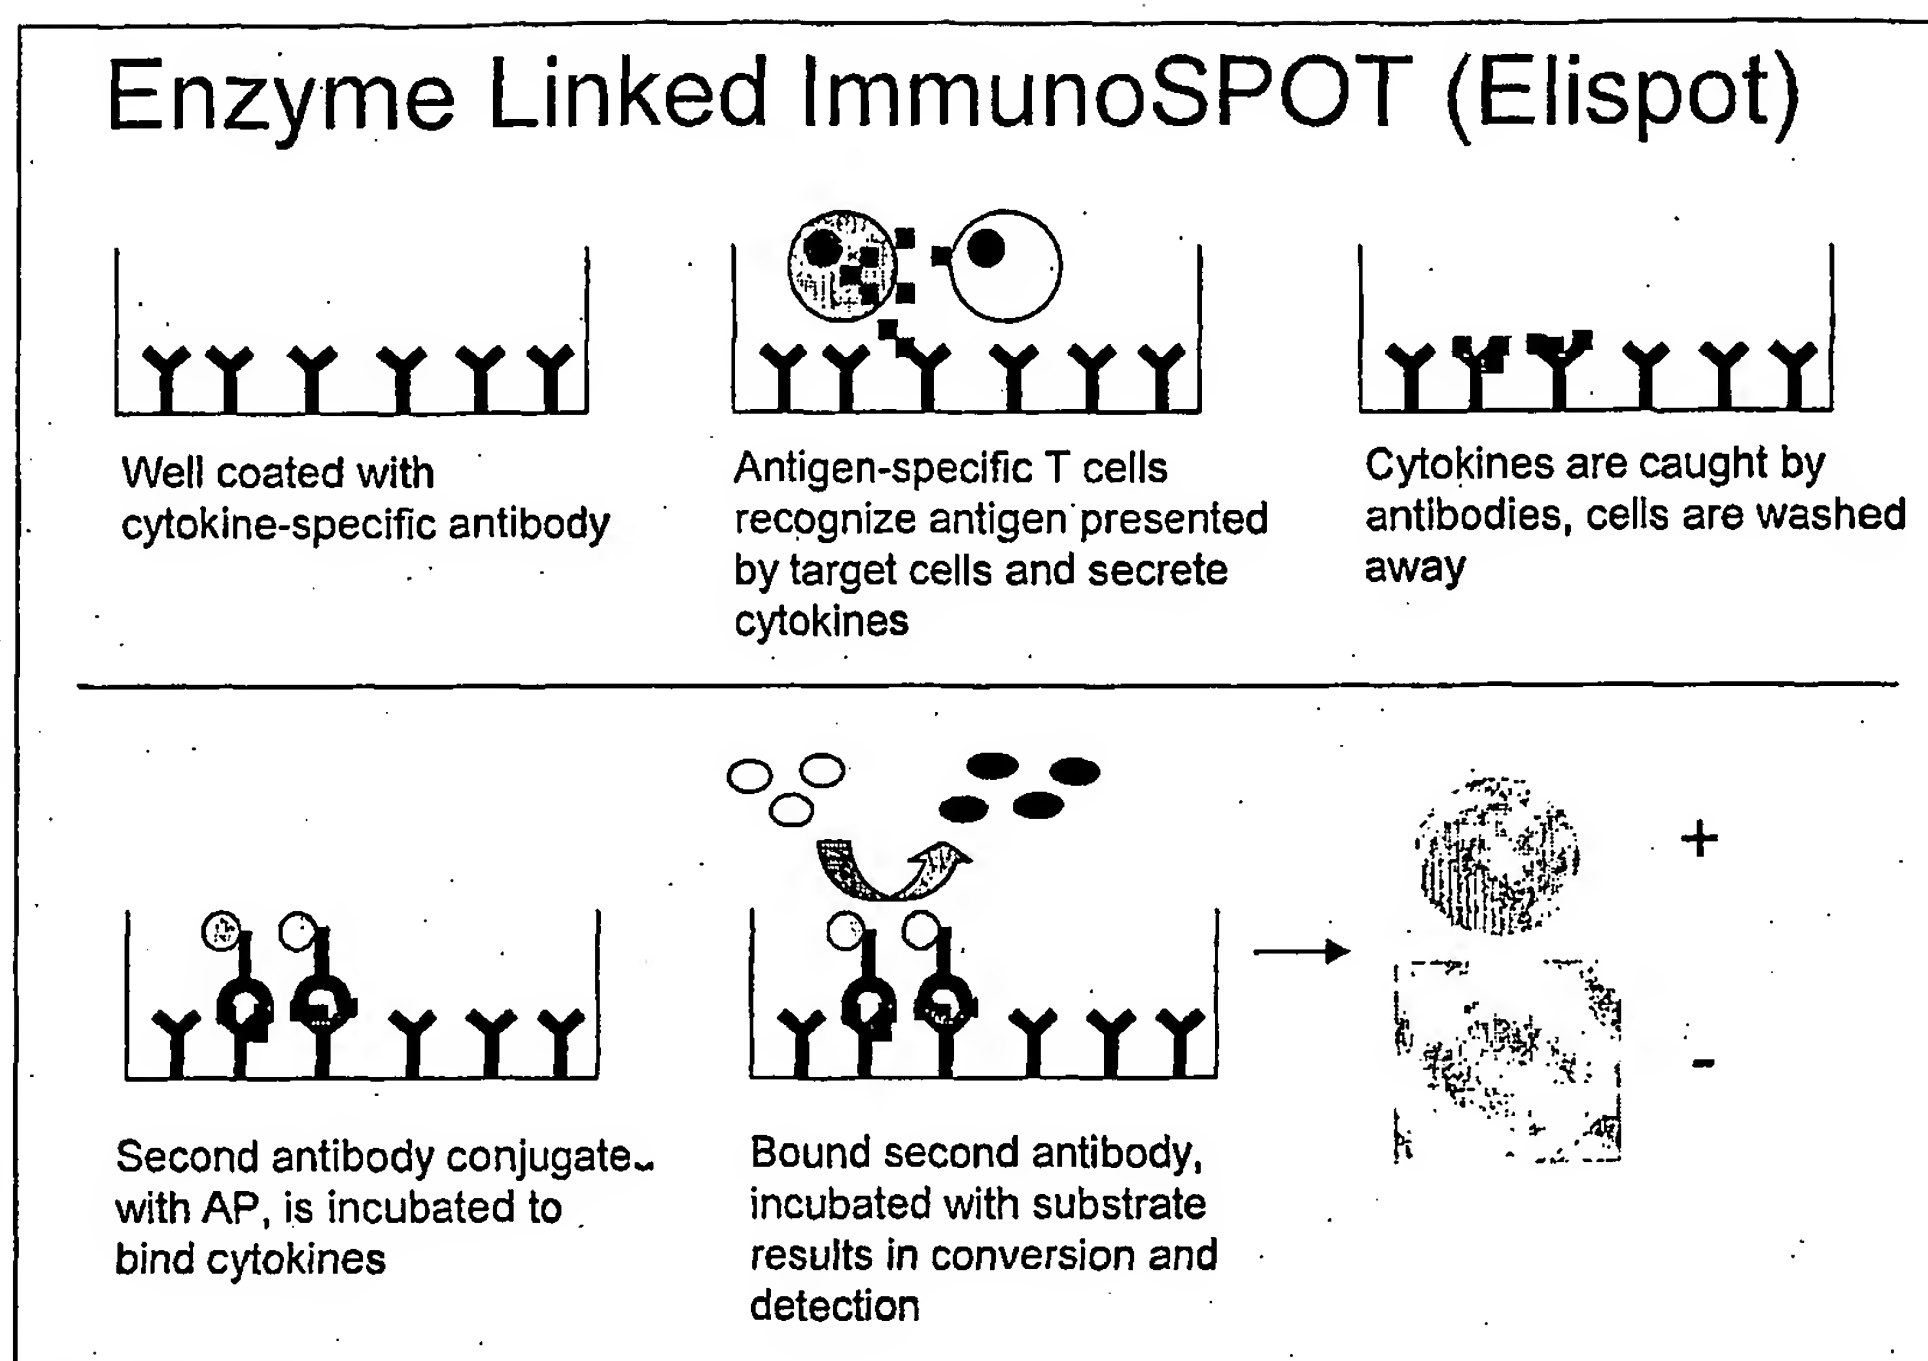 Enzyme Linked ImmunoSPOT (Elispot)
Well coated with
cytokine-specific antibody
Antigen-specific T cells
recognize antigen presented
by target cells and secrete
cytokines
Cytokines are caught by
antibodies, cells are washed
away
+
-
Second antibody conjugate
with AP, is incubated to
bind cytokines
Bound second antibody,
incubated with substrate
results in conversion and
detection